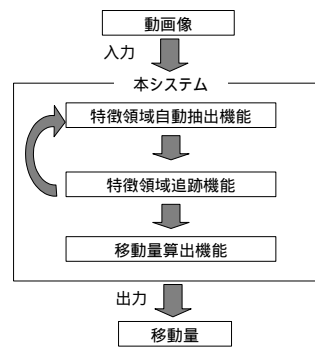 動画像
入力
本システム
特徴領域自動抽出機能
特徴領域追跡機能
移動量算出機能
出力
移動量